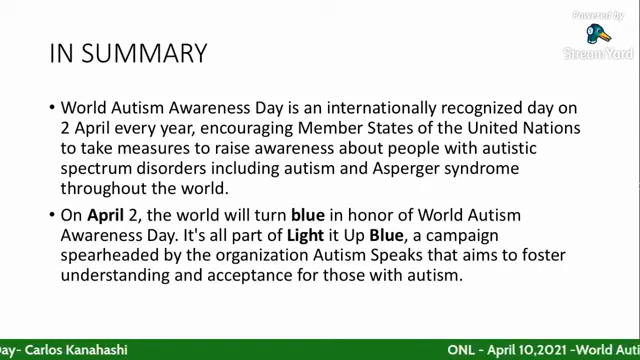 Powered by
StreamYard
IN SUMMARY
• World Autism Awareness Day is an internationally recognized day on
2 April every year, encouraging Member States of the United Nations
to take measures to raise awareness about people with autistic
spectrum disorders including autism and Asperger syndrome
throughout the world.
• On April 2, the world will turn blue in honor of World Autism
Awareness Day. It's all part of Light it Up Blue, a campaign
spearheaded by the organization Autism Speaks that aims to foster
understanding and acceptance for those with autism.
Day- Carlos Kanahashi
ONL - April 10,2021 -World Auti